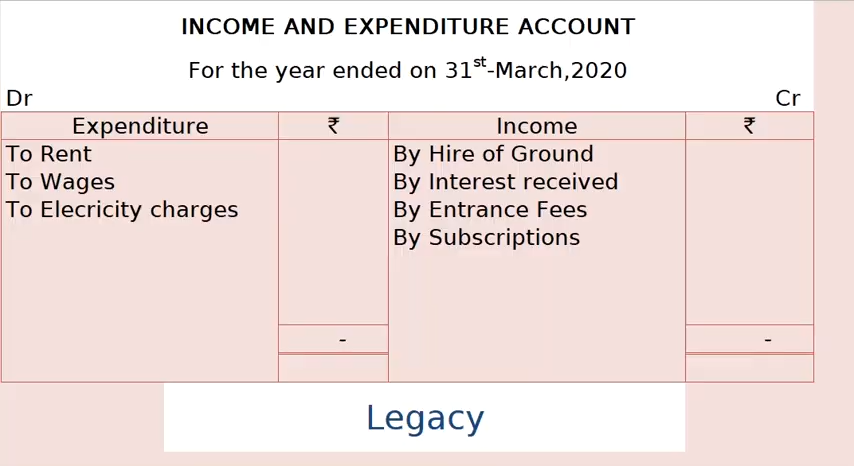 INCOME AND EXPENDITURE ACCOUNT
For the year ended on 31st-March,2020
Dr Cr
Expenditure ₹ Income ₹
To Rent By Hire of Ground
To Wages By Interest received
To Elecricity charges By Entrance Fees
By Subscriptions
- -
Legacy